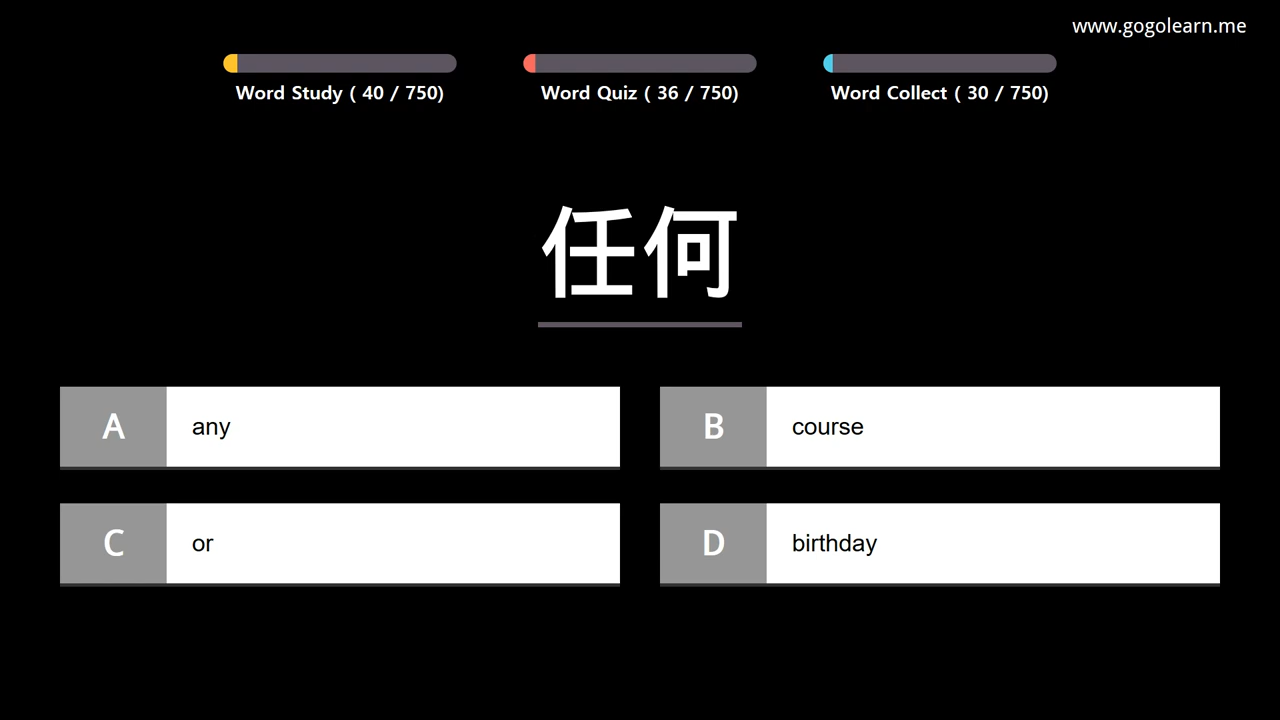 www.gogolearn.me
Word Study ( 40 / 750)
Word Quiz ( 36 / 750)
Word Collect ( 30 / 750)
任何
A any
B course
C or
D birthday